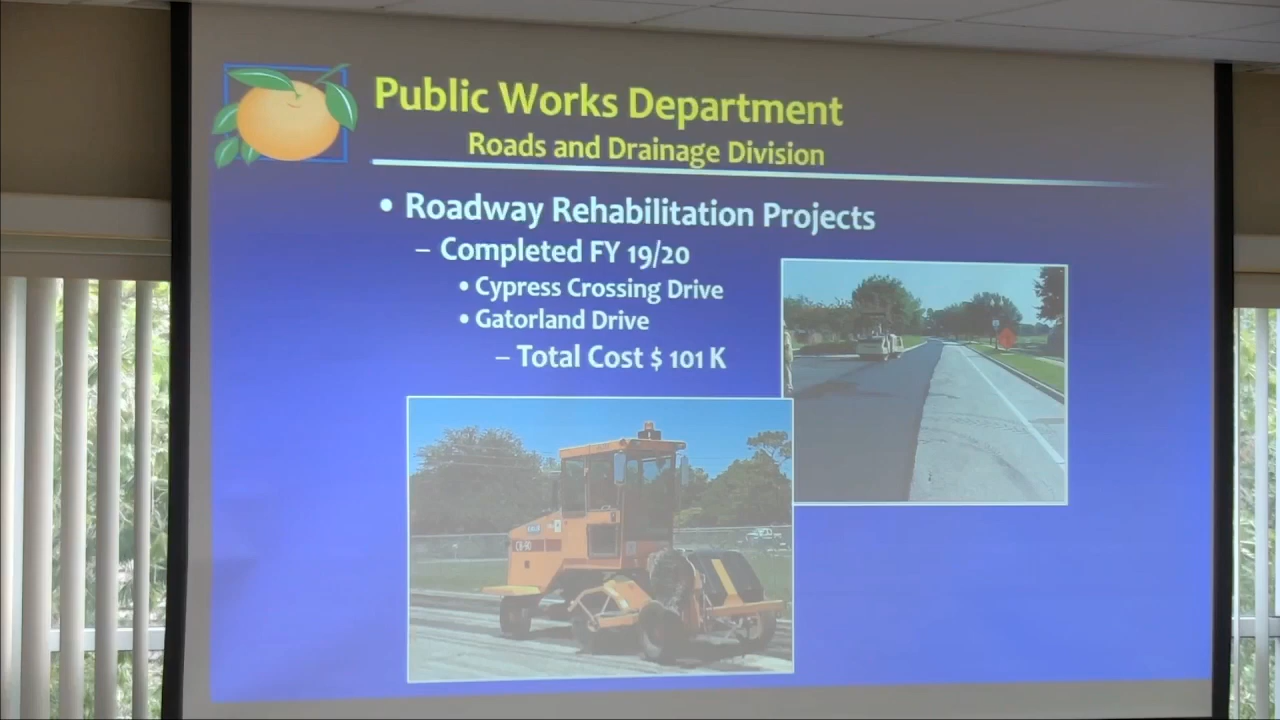 Public Works Department
Roads and Drainage Division
• Roadway Rehabilitation Projects
– Completed FY 19/20
• Cypress Crossing Drive
• Gatorland Drive
– Total Cost $ 101 K